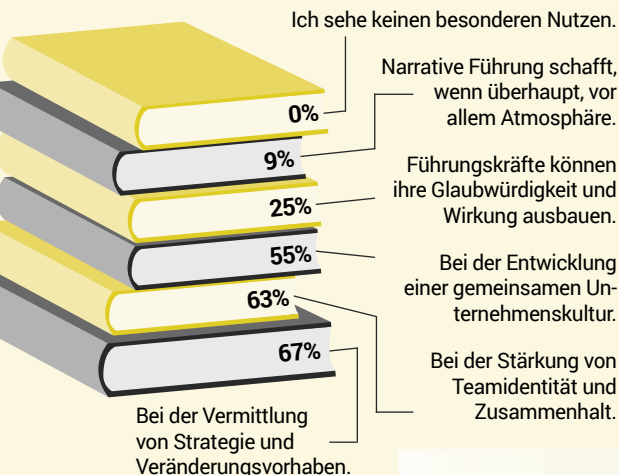 Ich sehe keinen besonderen Nutzen.
0%
Narrative Führung schafft,
wenn überhaupt, vor
allem Atmosphäre.
9%
Führungskräfte können
ihre Glaubwürdigkeit und
Wirkung ausbauen.
25%
Bei der Entwicklung
einer gemeinsamen Un-
ternehmenskultur.
55%
Bei der Stärkung von
Teamidentität und
Zusammenhalt.
63%
Bei der Vermittlung
von Strategie und
Veränderungsvorhaben.
67%